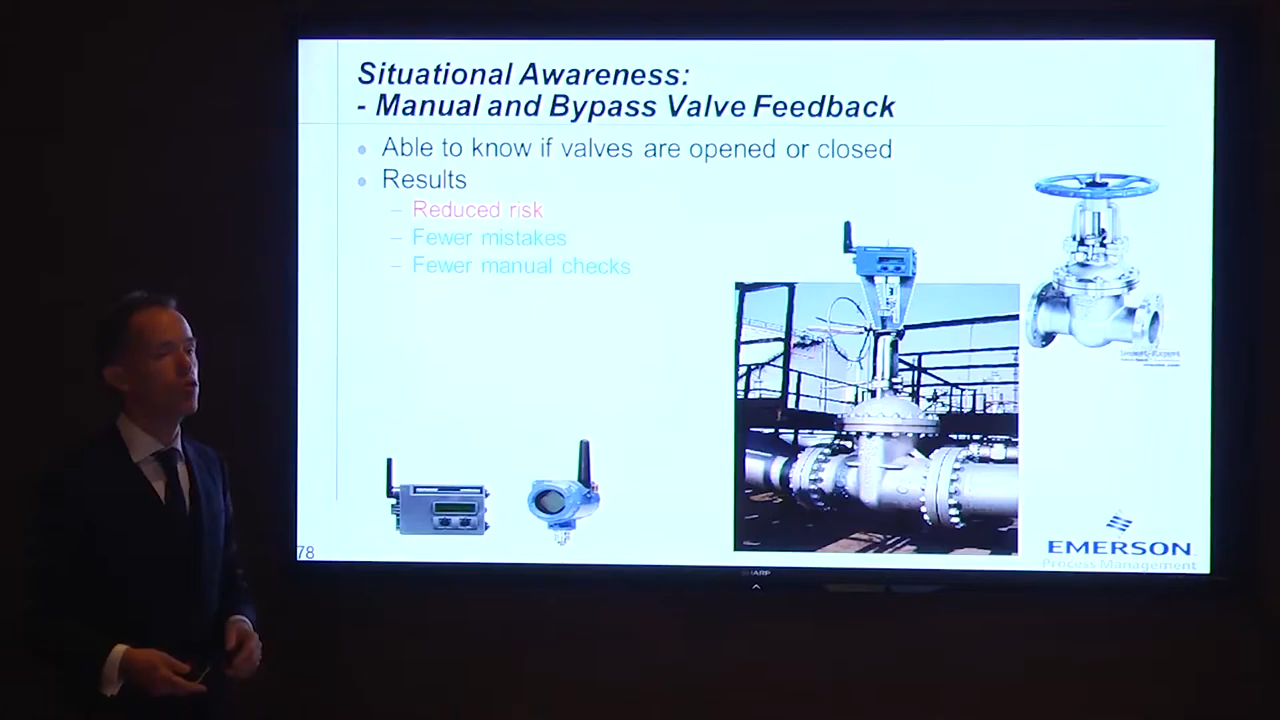 Situational Awareness:
- Manual and Bypass Valve Feedback
Able to know if valves are opened or closed
Results
– Reduced risk
– Fewer mistakes
– Fewer manual checks
78
EMERSON
Process Management
SHARP